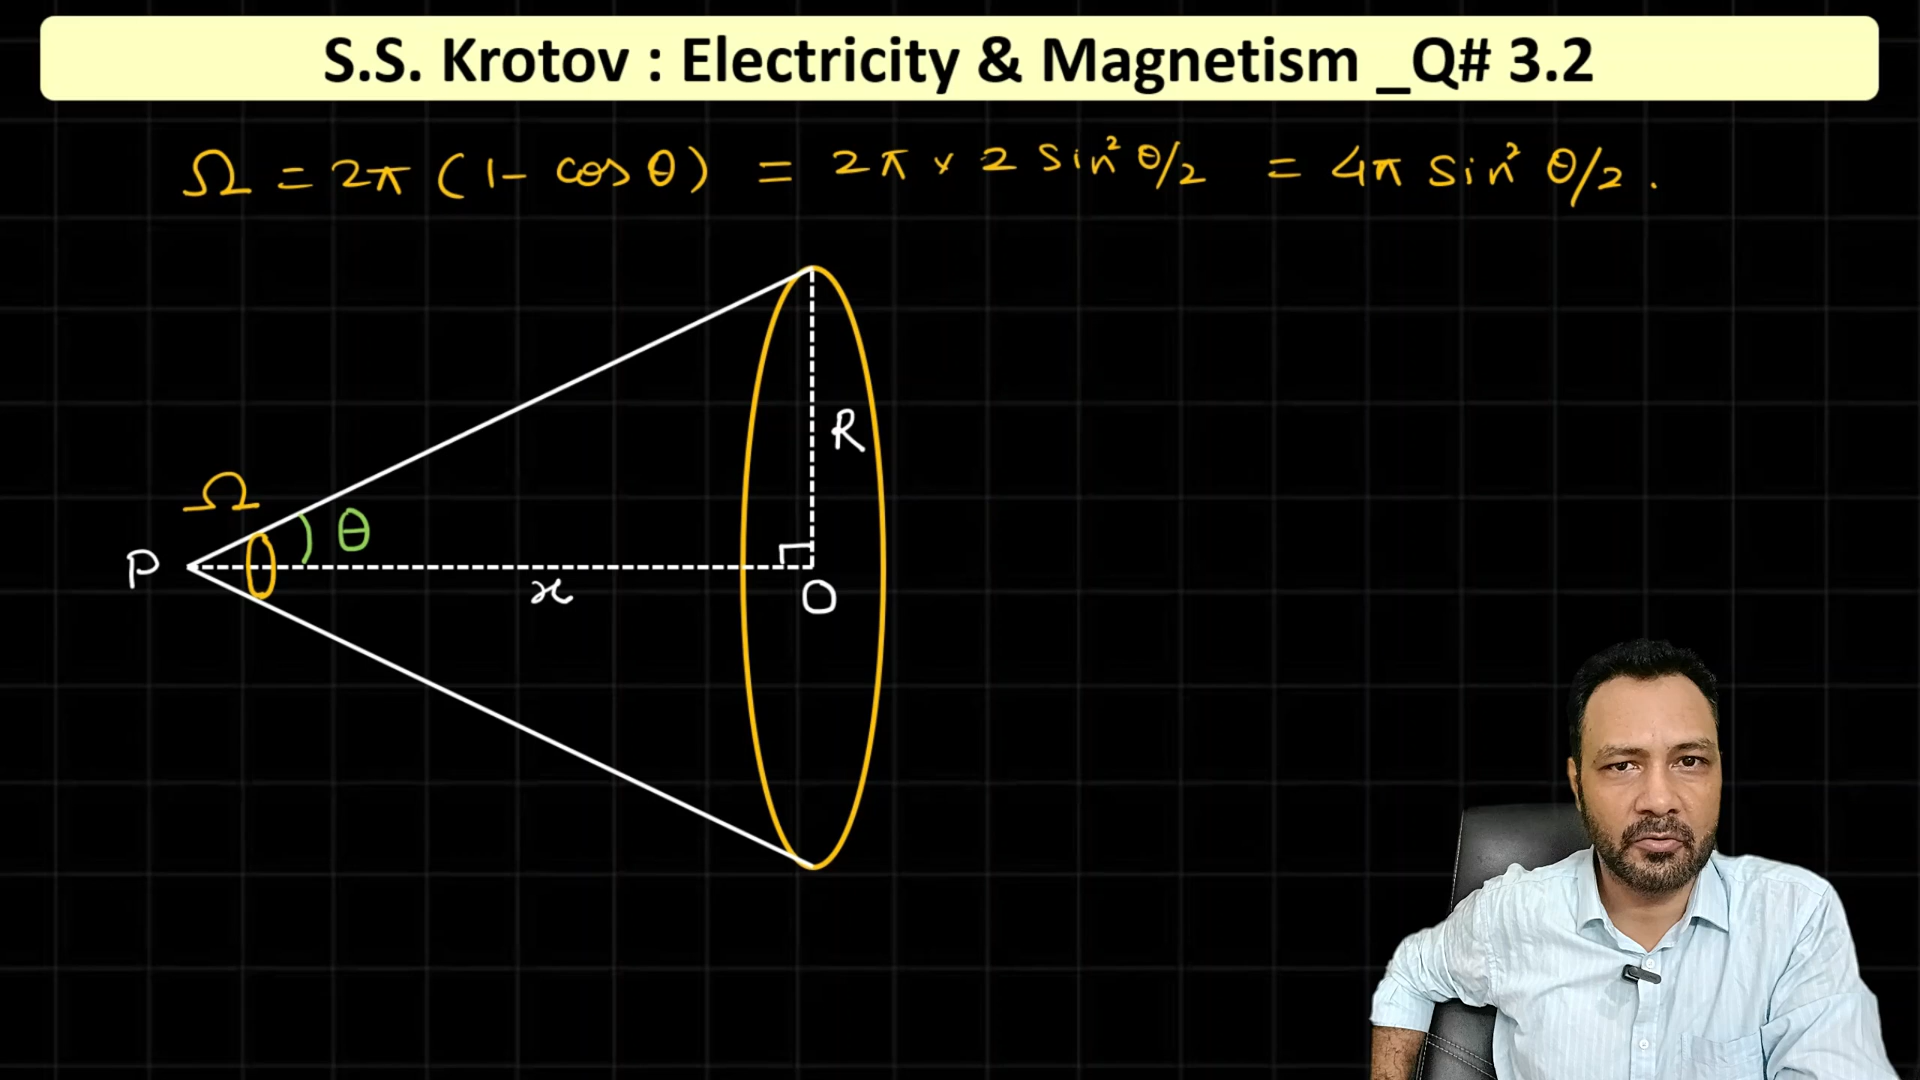 S.S. Krotov : Electricity & Magnetism _Q# 3.2
Ω = 2π (1 - cos θ) = 2π × 2 sin² θ/2 = 4π sin² θ/2 .
R
Ω
θ
P
x
O